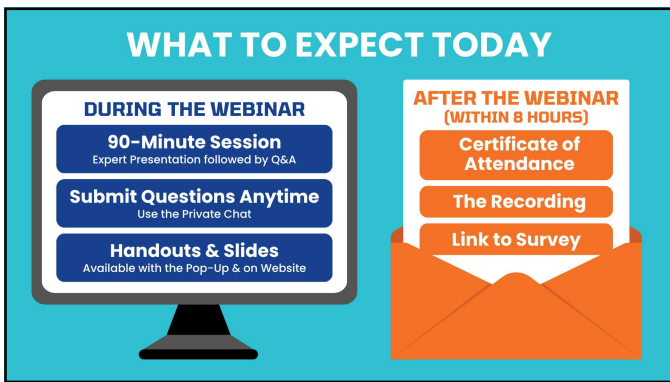 WHAT TO EXPECT TODAY
DURING THE WEBINAR
90-Minute Session
Expert Presentation followed by Q&A
Submit Questions Anytime
Use the Private Chat
Handouts & Slides
Available with the Pop-Up & on Website
AFTER THE WEBINAR
(WITHIN 8 HOURS)
Certificate of
Attendance
The Recording
Link to Survey